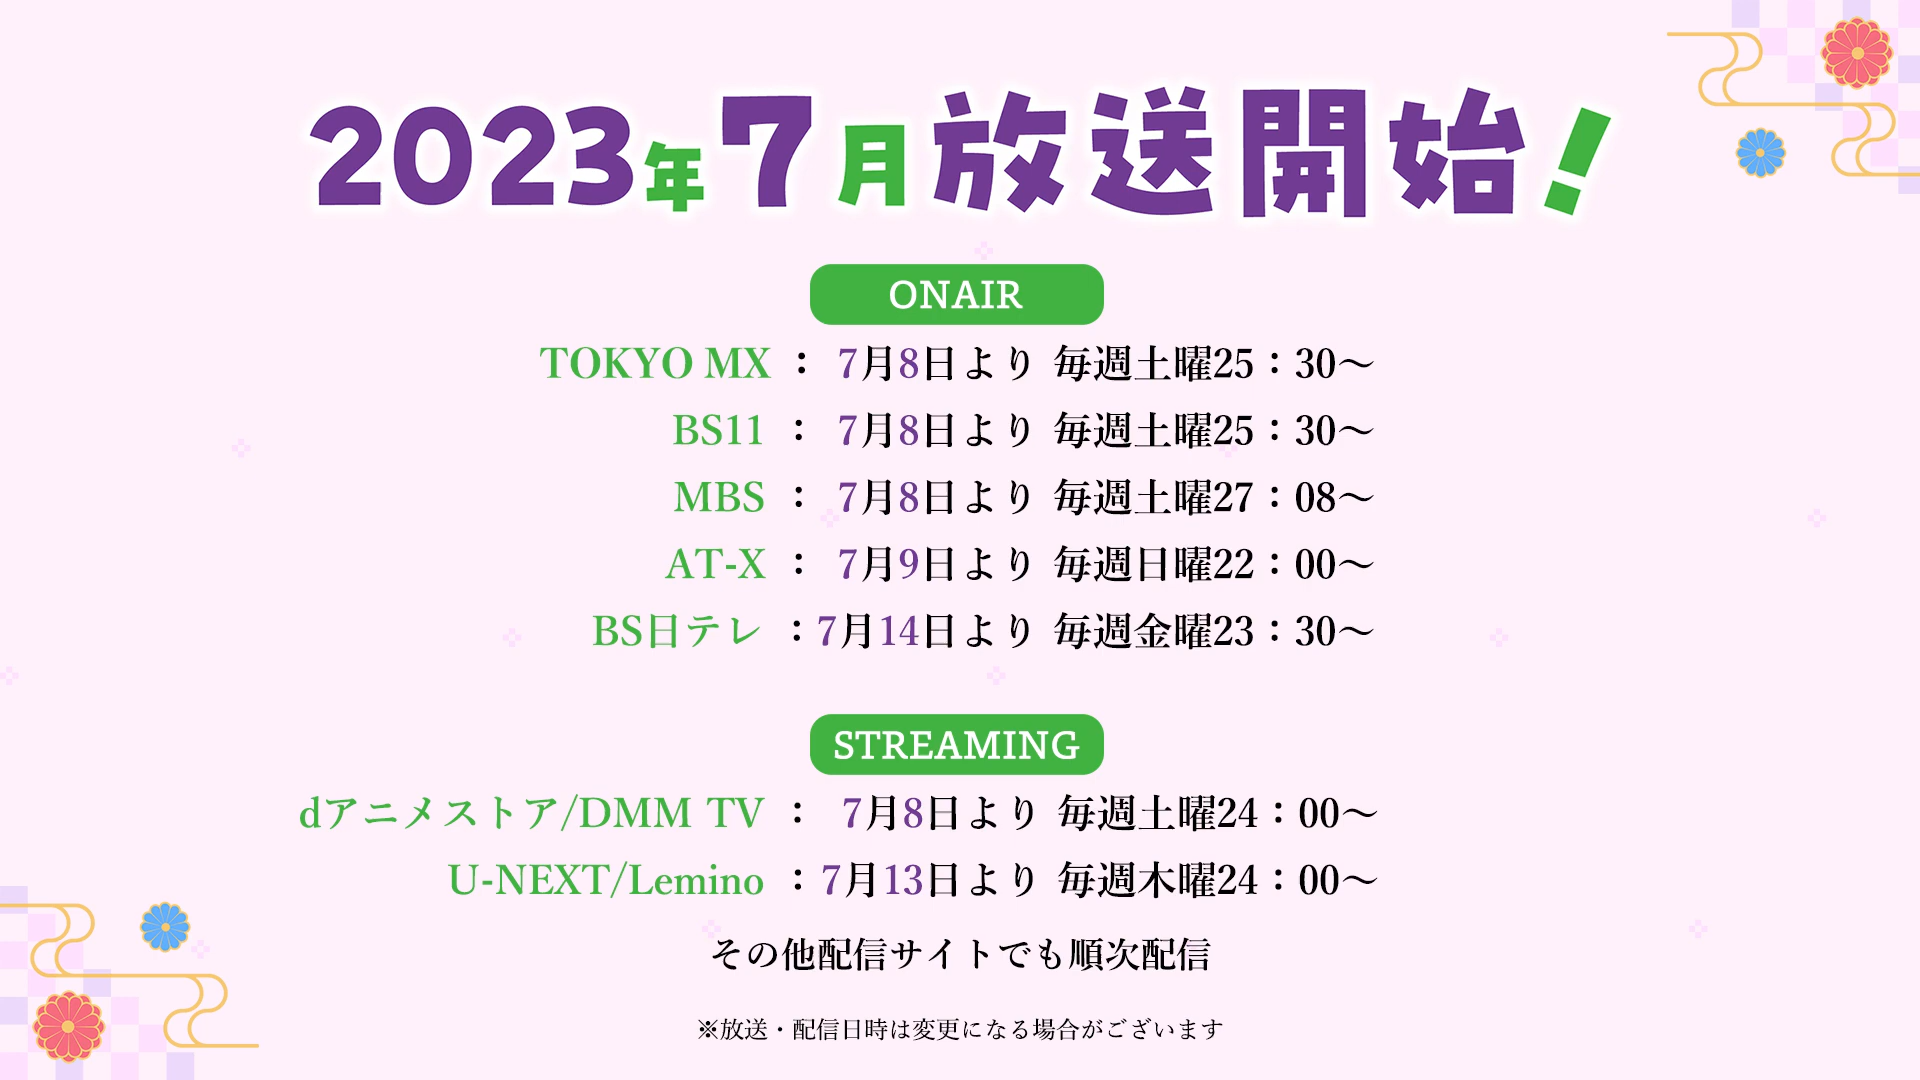 2023年7月放送開始!
ONAIR
TOKYO MX ： 7月8日より 毎週土曜25：30～
BS11 ： 7月8日より 毎週土曜25：30～
MBS ： 7月8日より 毎週土曜27：08～
AT-X ： 7月9日より 毎週日曜22：00～
BS日テレ ：7月14日より 毎週金曜23：30～
STREAMING
dアニメストア/DMM TV ： 7月8日より 毎週土曜24：00～
U-NEXT/Lemino ：7月13日より 毎週木曜24：00～
その他配信サイトでも順次配信
※放送・配信日時は変更になる場合がございます